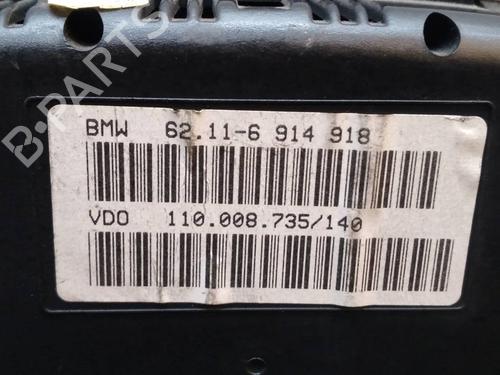 B-PARTS
BMW 62.11-6 914 918
VDO 110.008.735/140